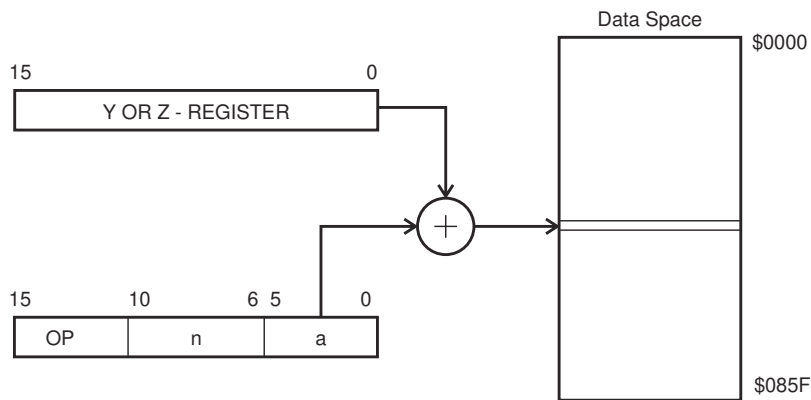 Data Space
$0000
15 0
Y OR Z - REGISTER
+
15 10 6 5 0
OP n a
$085F